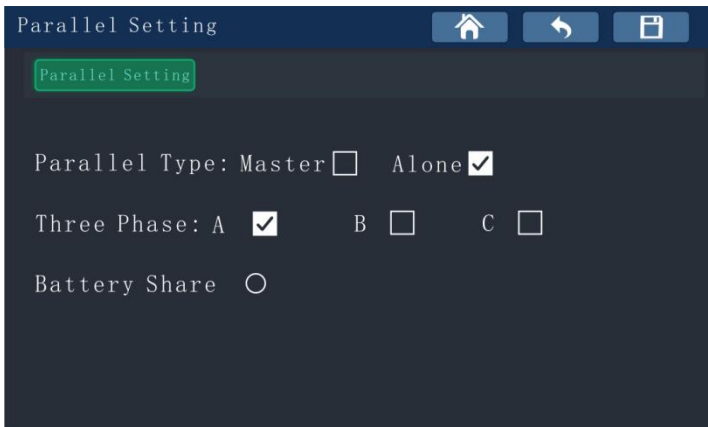 Parallel Setting
Parallel Setting
Parallel Type: Master Alone
Three Phase: A B C
Battery Share